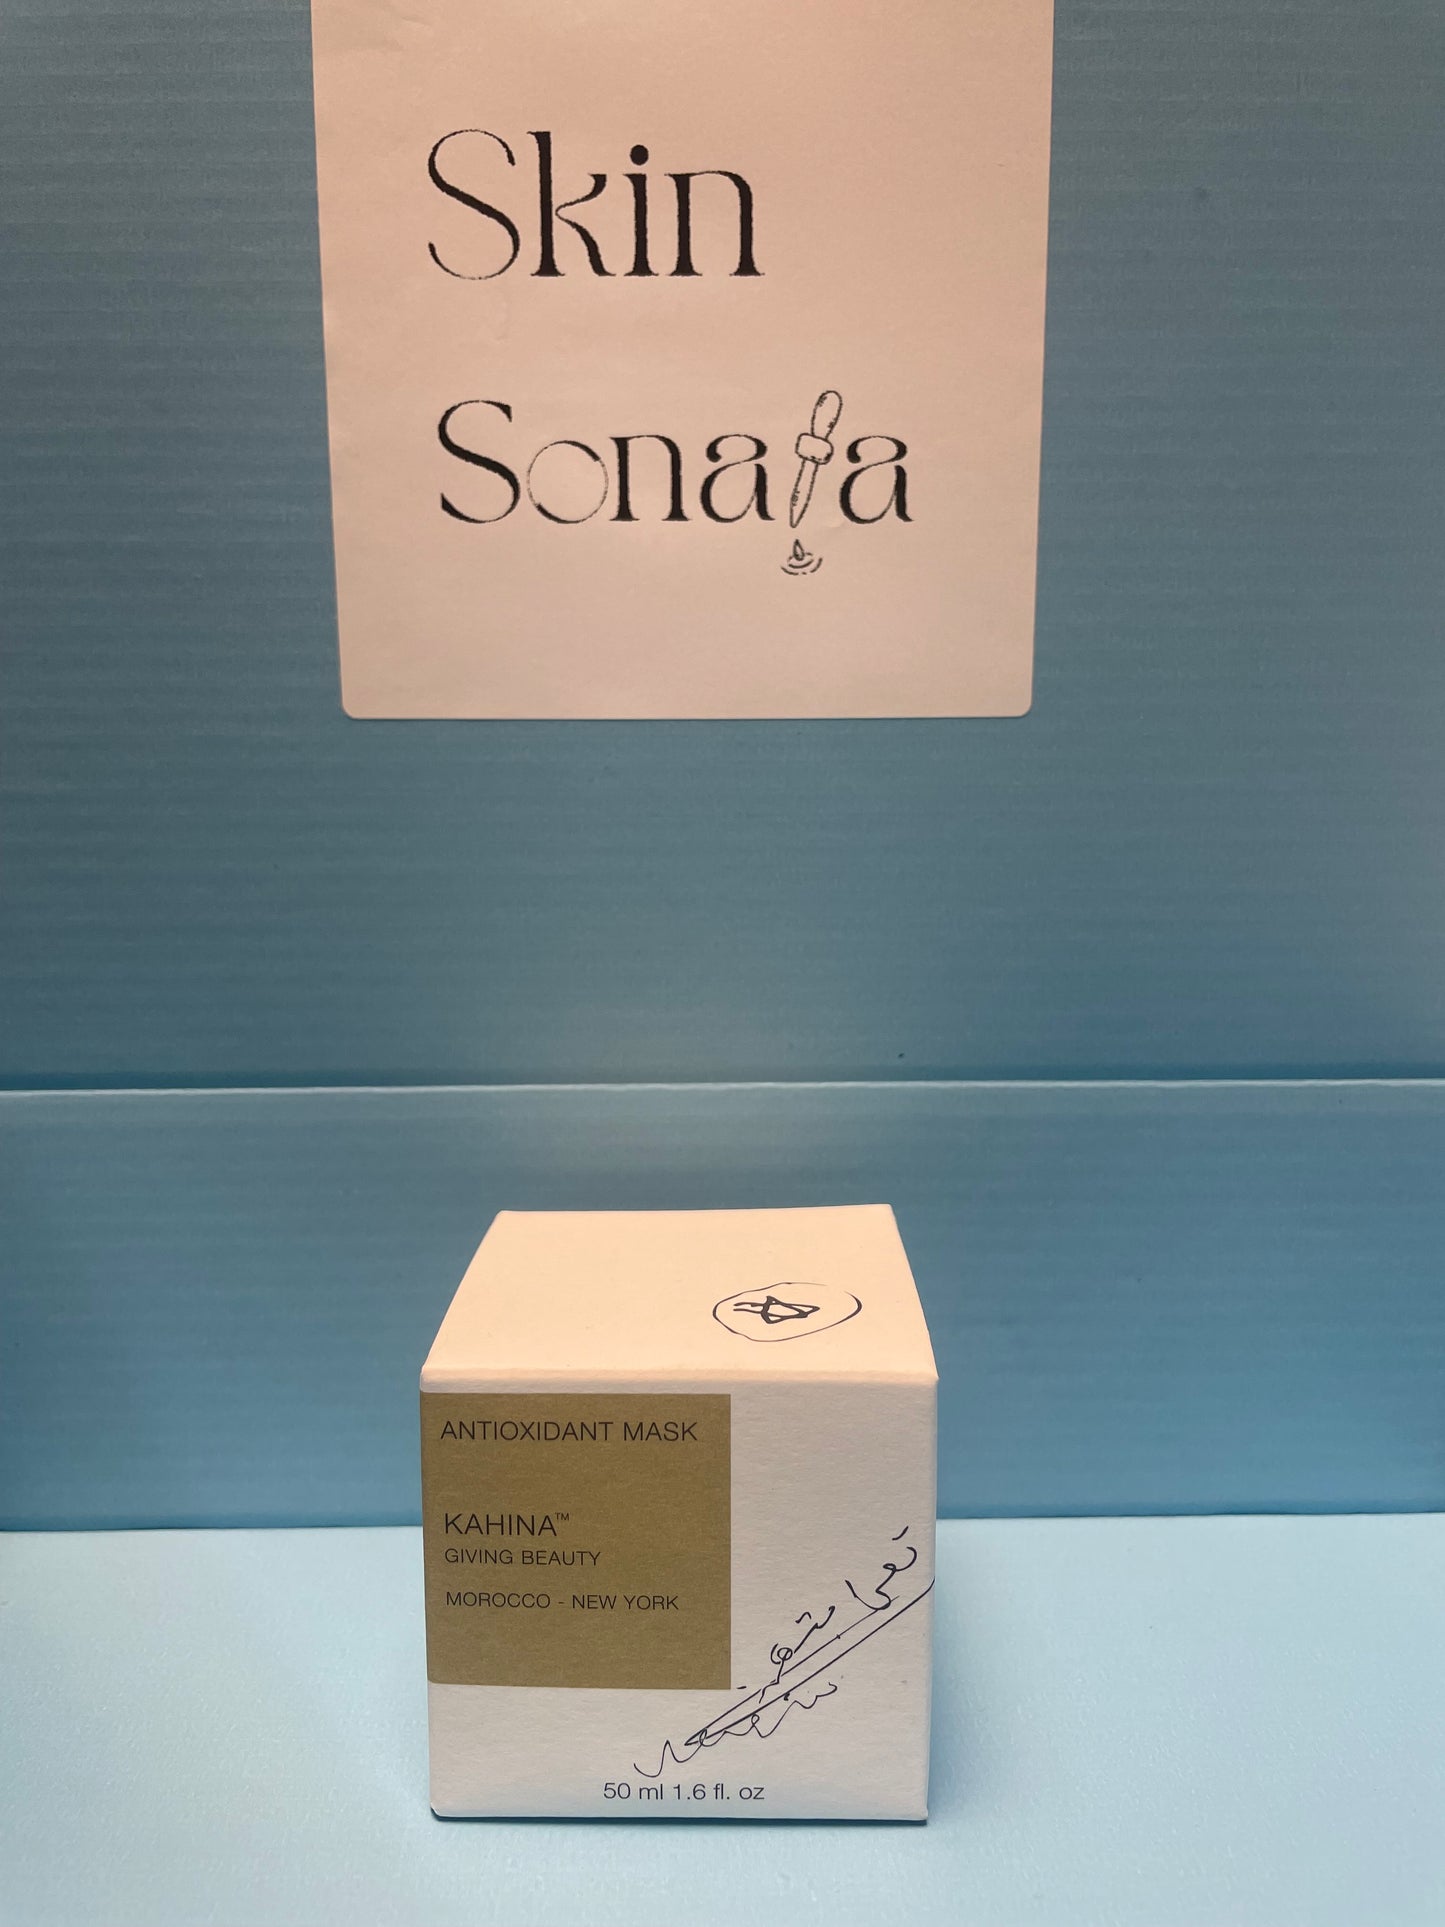 Skin
Sonata
ANTIOXIDANT MASK
KAHINA™
GIVING BEAUTY
MOROCCO - NEW YORK
50 ml 1.6 fl. oz